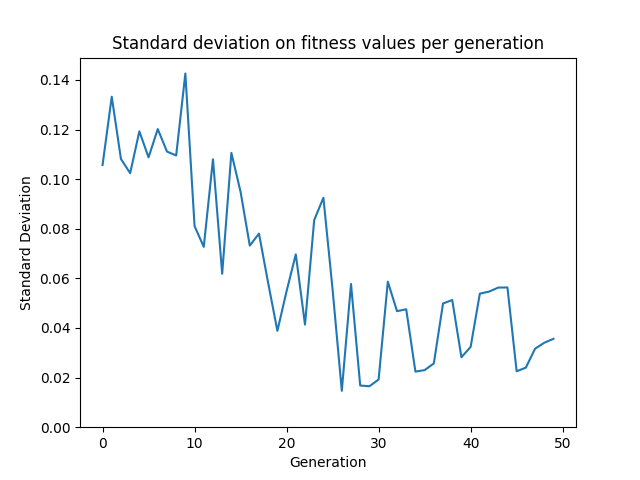 Standard deviation on fitness values per generation
0.14
0.12
0.10
0.08
0.06
0.04
0.02
0.00
Standard Deviation
0 10 20 30 40 50
Generation